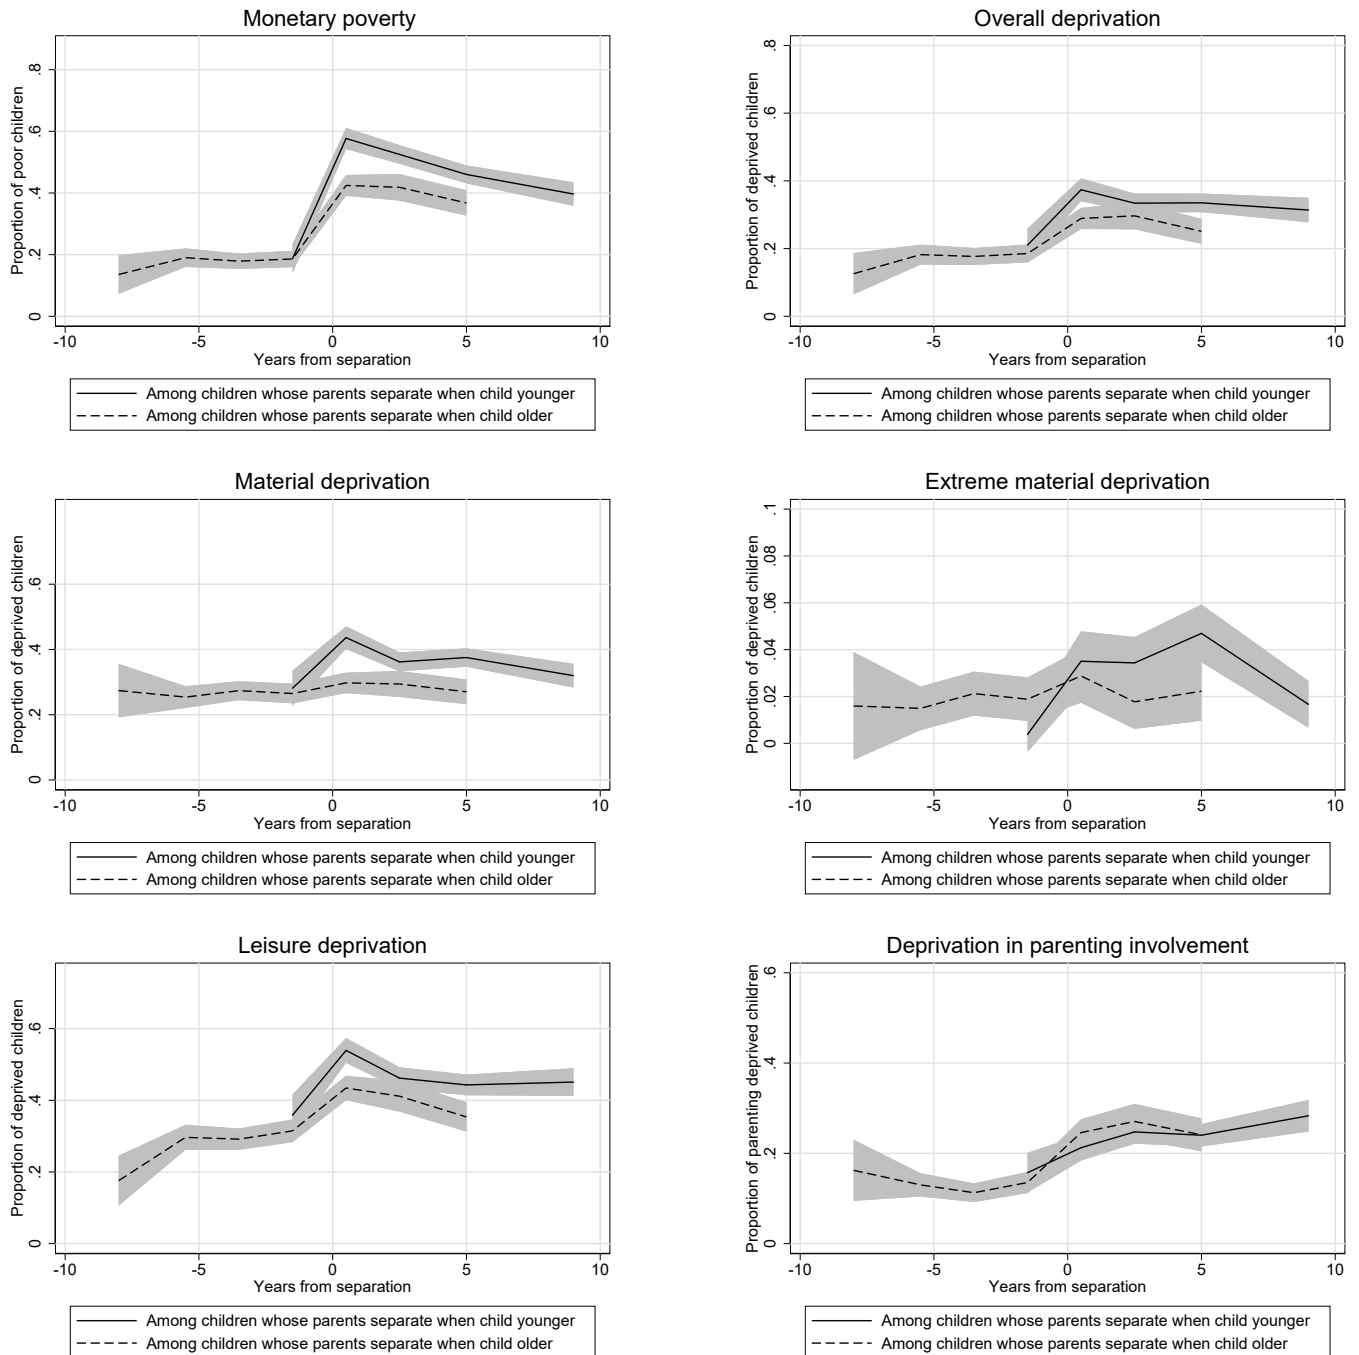 Monetary poverty
Proportion of poor children
.8
.6
.4
.2
0
-10 -5 0 5 10
Years from separation
Among children whose parents separate when child younger
Among children whose parents separate when child older
Overall deprivation
Proportion of deprived children
.8
.6
.4
.2
0
-10 -5 0 5 10
Years from separation
Among children whose parents separate when child younger
Among children whose parents separate when child older
Material deprivation
Proportion of deprived children
.6
.4
.2
0
-10 -5 0 5 10
Years from separation
Among children whose parents separate when child younger
Among children whose parents separate when child older
Extreme material deprivation
Proportion of deprived children
.1
.08
.06
.04
.02
0
-10 -5 0 5 10
Years from separation
Among children whose parents separate when child younger
Among children whose parents separate when child older
Leisure deprivation
Proportion of deprived children
.6
.4
.2
0
-10 -5 0 5 10
Years from separation
Among children whose parents separate when child younger
Among children whose parents separate when child older
Deprivation in parenting involvement
Proportion of parenting deprived children
.6
.4
.2
0
-10 -5 0 5 10
Years from separation
Among children whose parents separate when child younger
Among children whose parents separate when child older